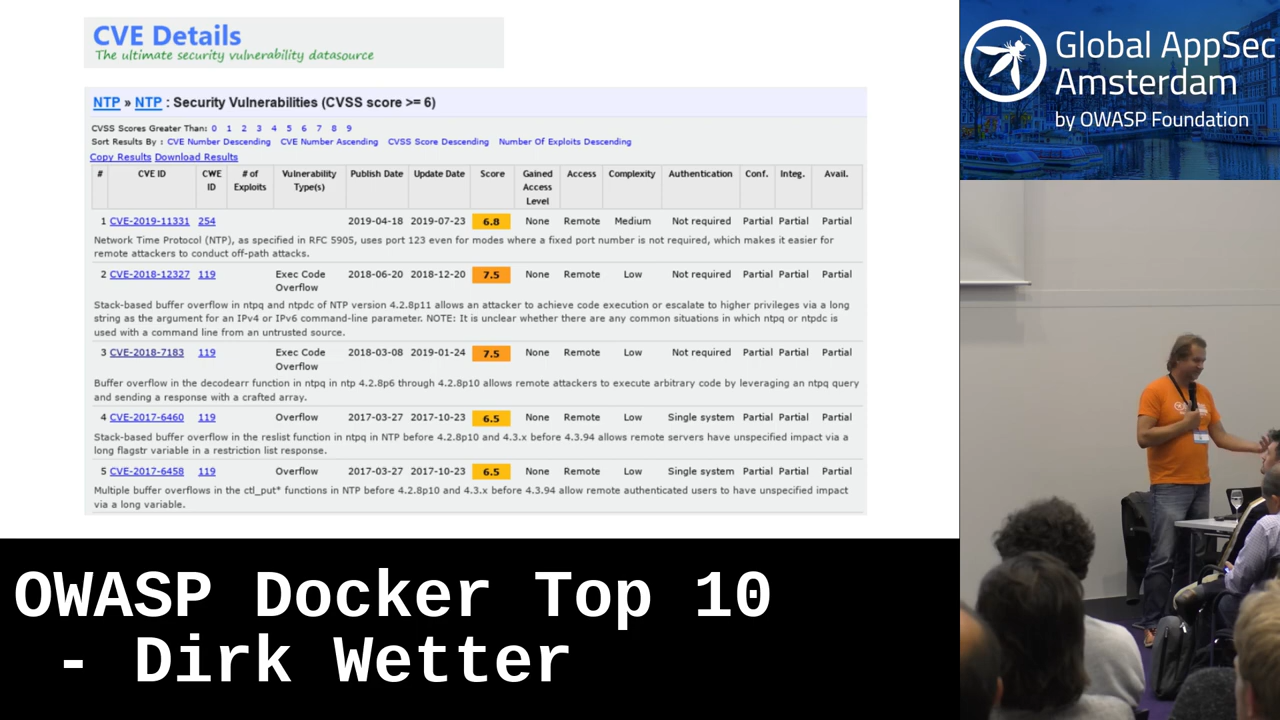 CVE Details
The ultimate security vulnerability datasource
NTP » NTP : Security Vulnerabilities (CVSS score >= 6)
CVSS Scores Greater Than: 0 1 2 3 4 5 6 7 8 9
Sort Results By : CVE Number Descending CVE Number Ascending CVSS Score Descending Number Of Exploits Descending
Copy Results Download Results
# CVE ID CWE ID # of Exploits Vulnerability Type(s) Publish Date Update Date Score Gained Access Level Access Complexity Authentication Conf. Integ. Avail.
1 CVE-2019-11331 254 2019-04-18 2019-07-23 6.8 None Remote Medium Not required Partial Partial Partial
Network Time Protocol (NTP), as specified in RFC 5905, uses port 123 even for modes where a fixed port number is not required, which makes it easier for
remote attackers to conduct off-path attacks.
2 CVE-2018-12327 119 Exec Code Overflow 2018-06-20 2018-12-20 7.5 None Remote Low Not required Partial Partial Partial
Stack-based buffer overflow in ntpq and ntpdc of NTP version 4.2.8p11 allows an attacker to achieve code execution or escalate to higher privileges via a long
string as the argument for an IPv4 or IPv6 command-line parameter. NOTE: It is unclear whether there are any common situations in which ntpq or ntpdc is
used with a command line from an untrusted source.
3 CVE-2018-7183 119 Exec Code Overflow 2018-03-08 2019-01-24 7.5 None Remote Low Not required Partial Partial Partial
Buffer overflow in the decodearr function in ntpq in ntp 4.2.8p6 through 4.2.8p10 allows remote attackers to execute arbitrary code by leveraging an ntpq query
and sending a response with a crafted array.
4 CVE-2017-6460 119 Overflow 2017-03-27 2017-10-23 6.5 None Remote Low Single system Partial Partial Partial
Stack-based buffer overflow in the reslist function in ntpq in NTP before 4.2.8p10 and 4.3.x before 4.3.94 allows remote servers have unspecified impact via a
long flagstr variable in a restriction list response.
5 CVE-2017-6458 119 Overflow 2017-03-27 2017-10-23 6.5 None Remote Low Single system Partial Partial Partial
Multiple buffer overflows in the ctl_put* functions in NTP before 4.2.8p10 and 4.3.x before 4.3.94 allow remote authenticated users to have unspecified impact
via a long variable.
OWASP Docker Top 10
- Dirk Wetter
Global AppSec
Amsterdam
by OWASP Foundation